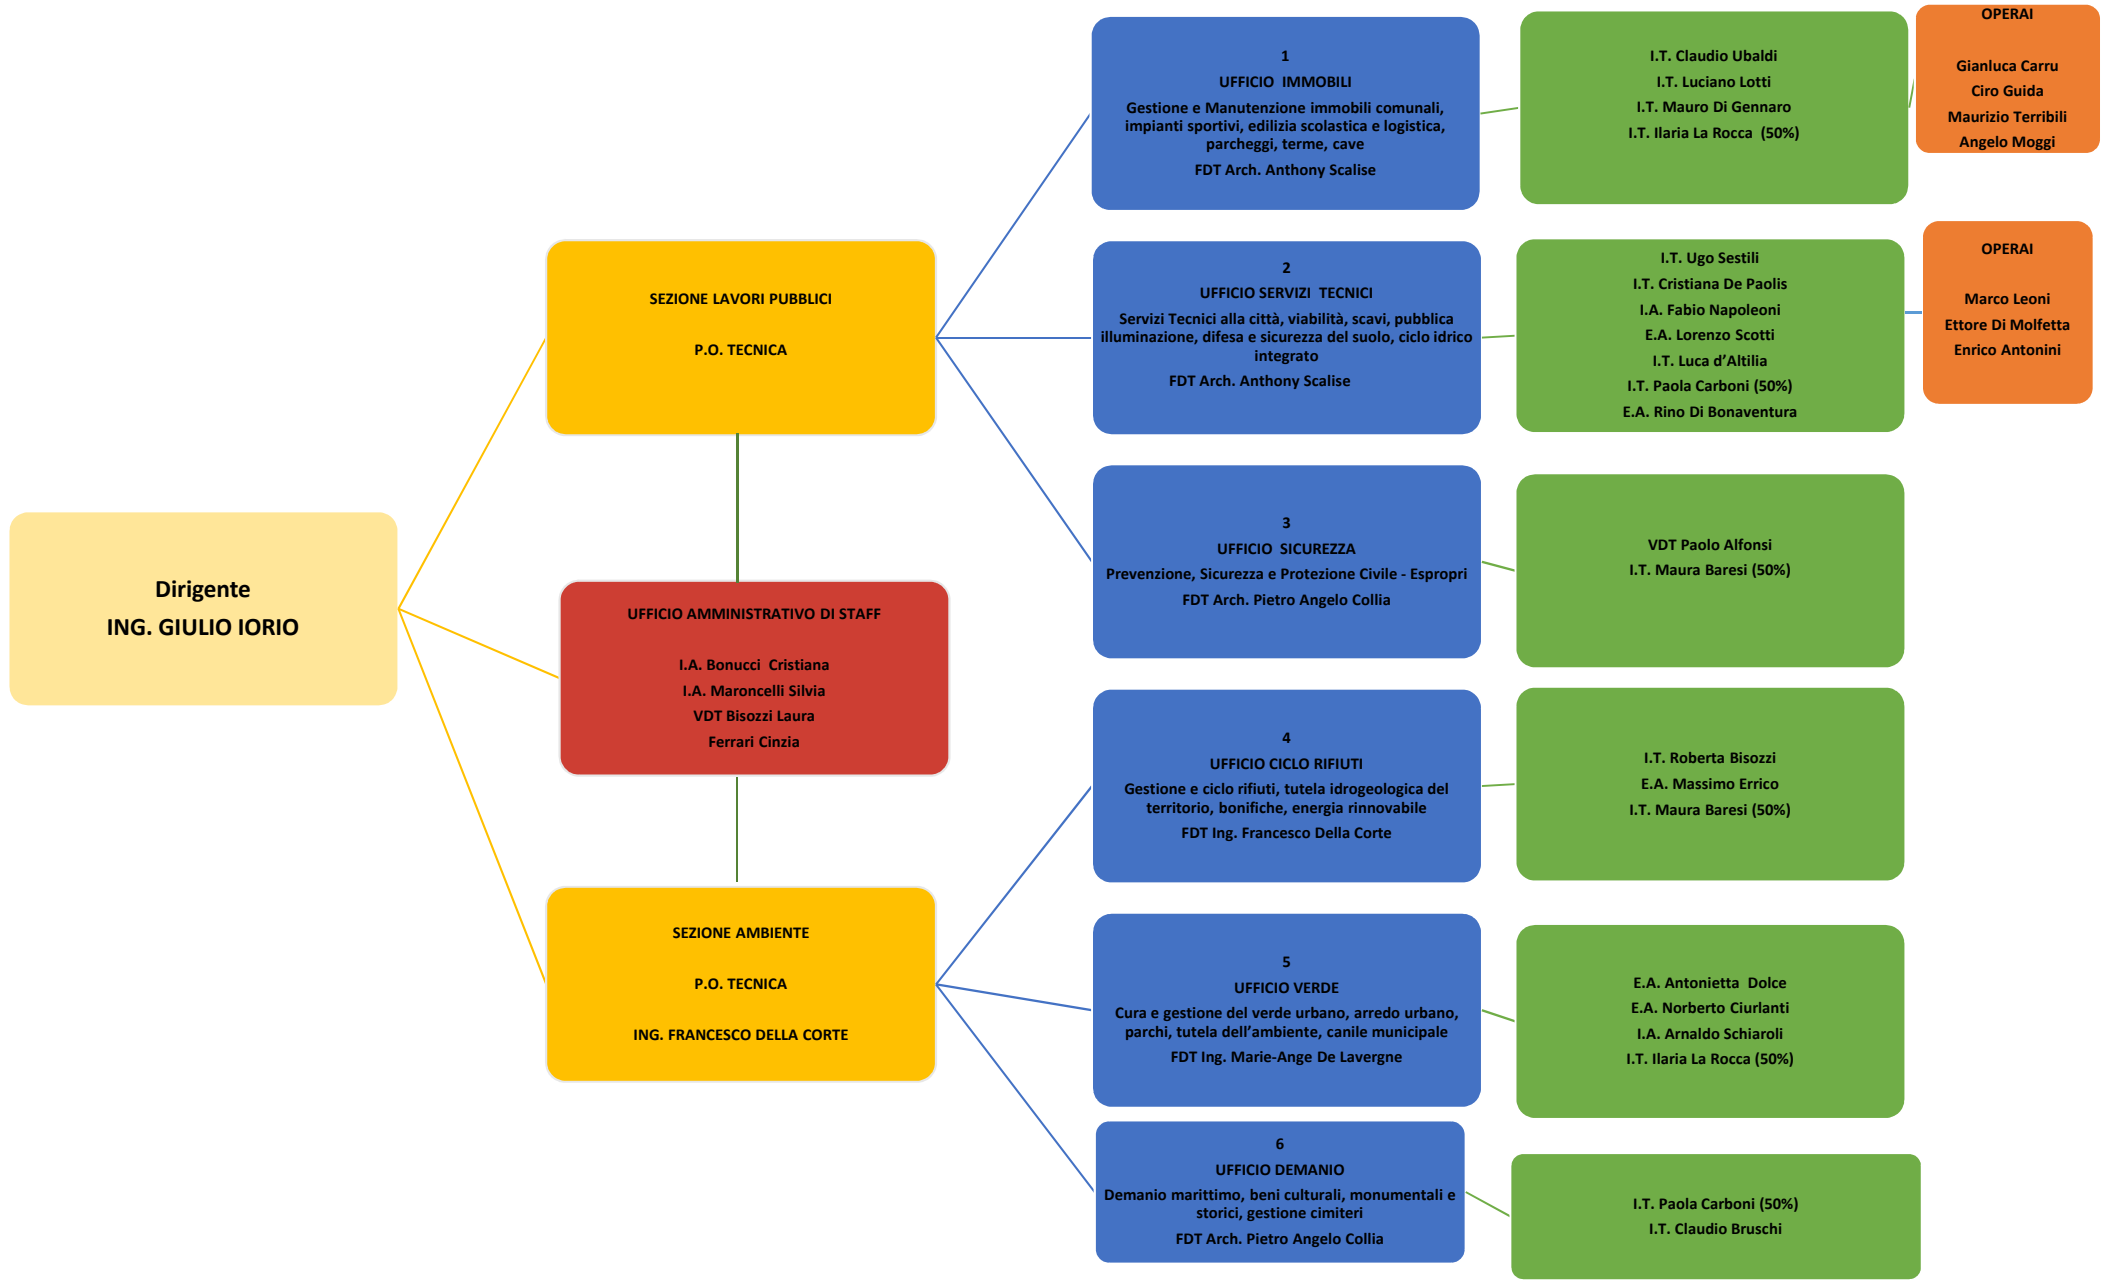 Dirigente
ING. GIULIO IORIO
SEZIONE LAVORI PUBBLICI
P.O. TECNICA
UFFICIO AMMINISTRATIVO DI STAFF
I.A. Bonucci Cristiana
I.A. Maroncelli Silvia
VDT Bisozzi Laura
Ferrari Cinzia
SEZIONE AMBIENTE
P.O. TECNICA
ING. FRANCESCO DELLA CORTE
1
UFFICIO IMMOBILI
Gestione e Manutenzione immobili comunali,
impianti sportivi, edilizia scolastica e logistica,
parcheggi, terme, cave
FDT Arch. Anthony Scalise
I.T. Claudio Ubaldi
I.T. Luciano Lotti
I.T. Mauro Di Gennaro
I.T. Ilaria La Rocca (50%)
OPERAI
Gianluca Carru
Ciro Guida
Maurizio Terribili
Angelo Moggi
2
UFFICIO SERVIZI TECNICI
Servizi Tecnici alla città, viabilità, scavi, pubblica
illuminazione, difesa e sicurezza del suolo, ciclo idrico
integrato
FDT Arch. Anthony Scalise
I.T. Ugo Sestili
I.T. Cristiana De Paolis
I.A. Fabio Napoleoni
E.A. Lorenzo Scotti
I.T. Luca d’Altilia
I.T. Paola Carboni (50%)
E.A. Rino Di Bonaventura
OPERAI
Marco Leoni
Ettore Di Molfetta
Enrico Antonini
3
UFFICIO SICUREZZA
Prevenzione, Sicurezza e Protezione Civile - Espropri
FDT Arch. Pietro Angelo Collia
VDT Paolo Alfonsi
I.T. Maura Baresi (50%)
4
UFFICIO CICLO RIFIUTI
Gestione e ciclo rifiuti, tutela idrogeologica del
territorio, bonifiche, energia rinnovabile
FDT Ing. Francesco Della Corte
I.T. Roberta Bisozzi
E.A. Massimo Errico
I.T. Maura Baresi (50%)
5
UFFICIO VERDE
Cura e gestione del verde urbano, arredo urbano,
parchi, tutela dell’ambiente, canile municipale
FDT Ing. Marie-Ange De Lavergne
E.A. Antonietta Dolce
E.A. Norberto Ciurlanti
I.A. Arnaldo Schiaroli
I.T. Ilaria La Rocca (50%)
6
UFFICIO DEMANIO
Demanio marittimo, beni culturali, monumentali e
storici, gestione cimiteri
FDT Arch. Pietro Angelo Collia
I.T. Paola Carboni (50%)
I.T. Claudio Bruschi